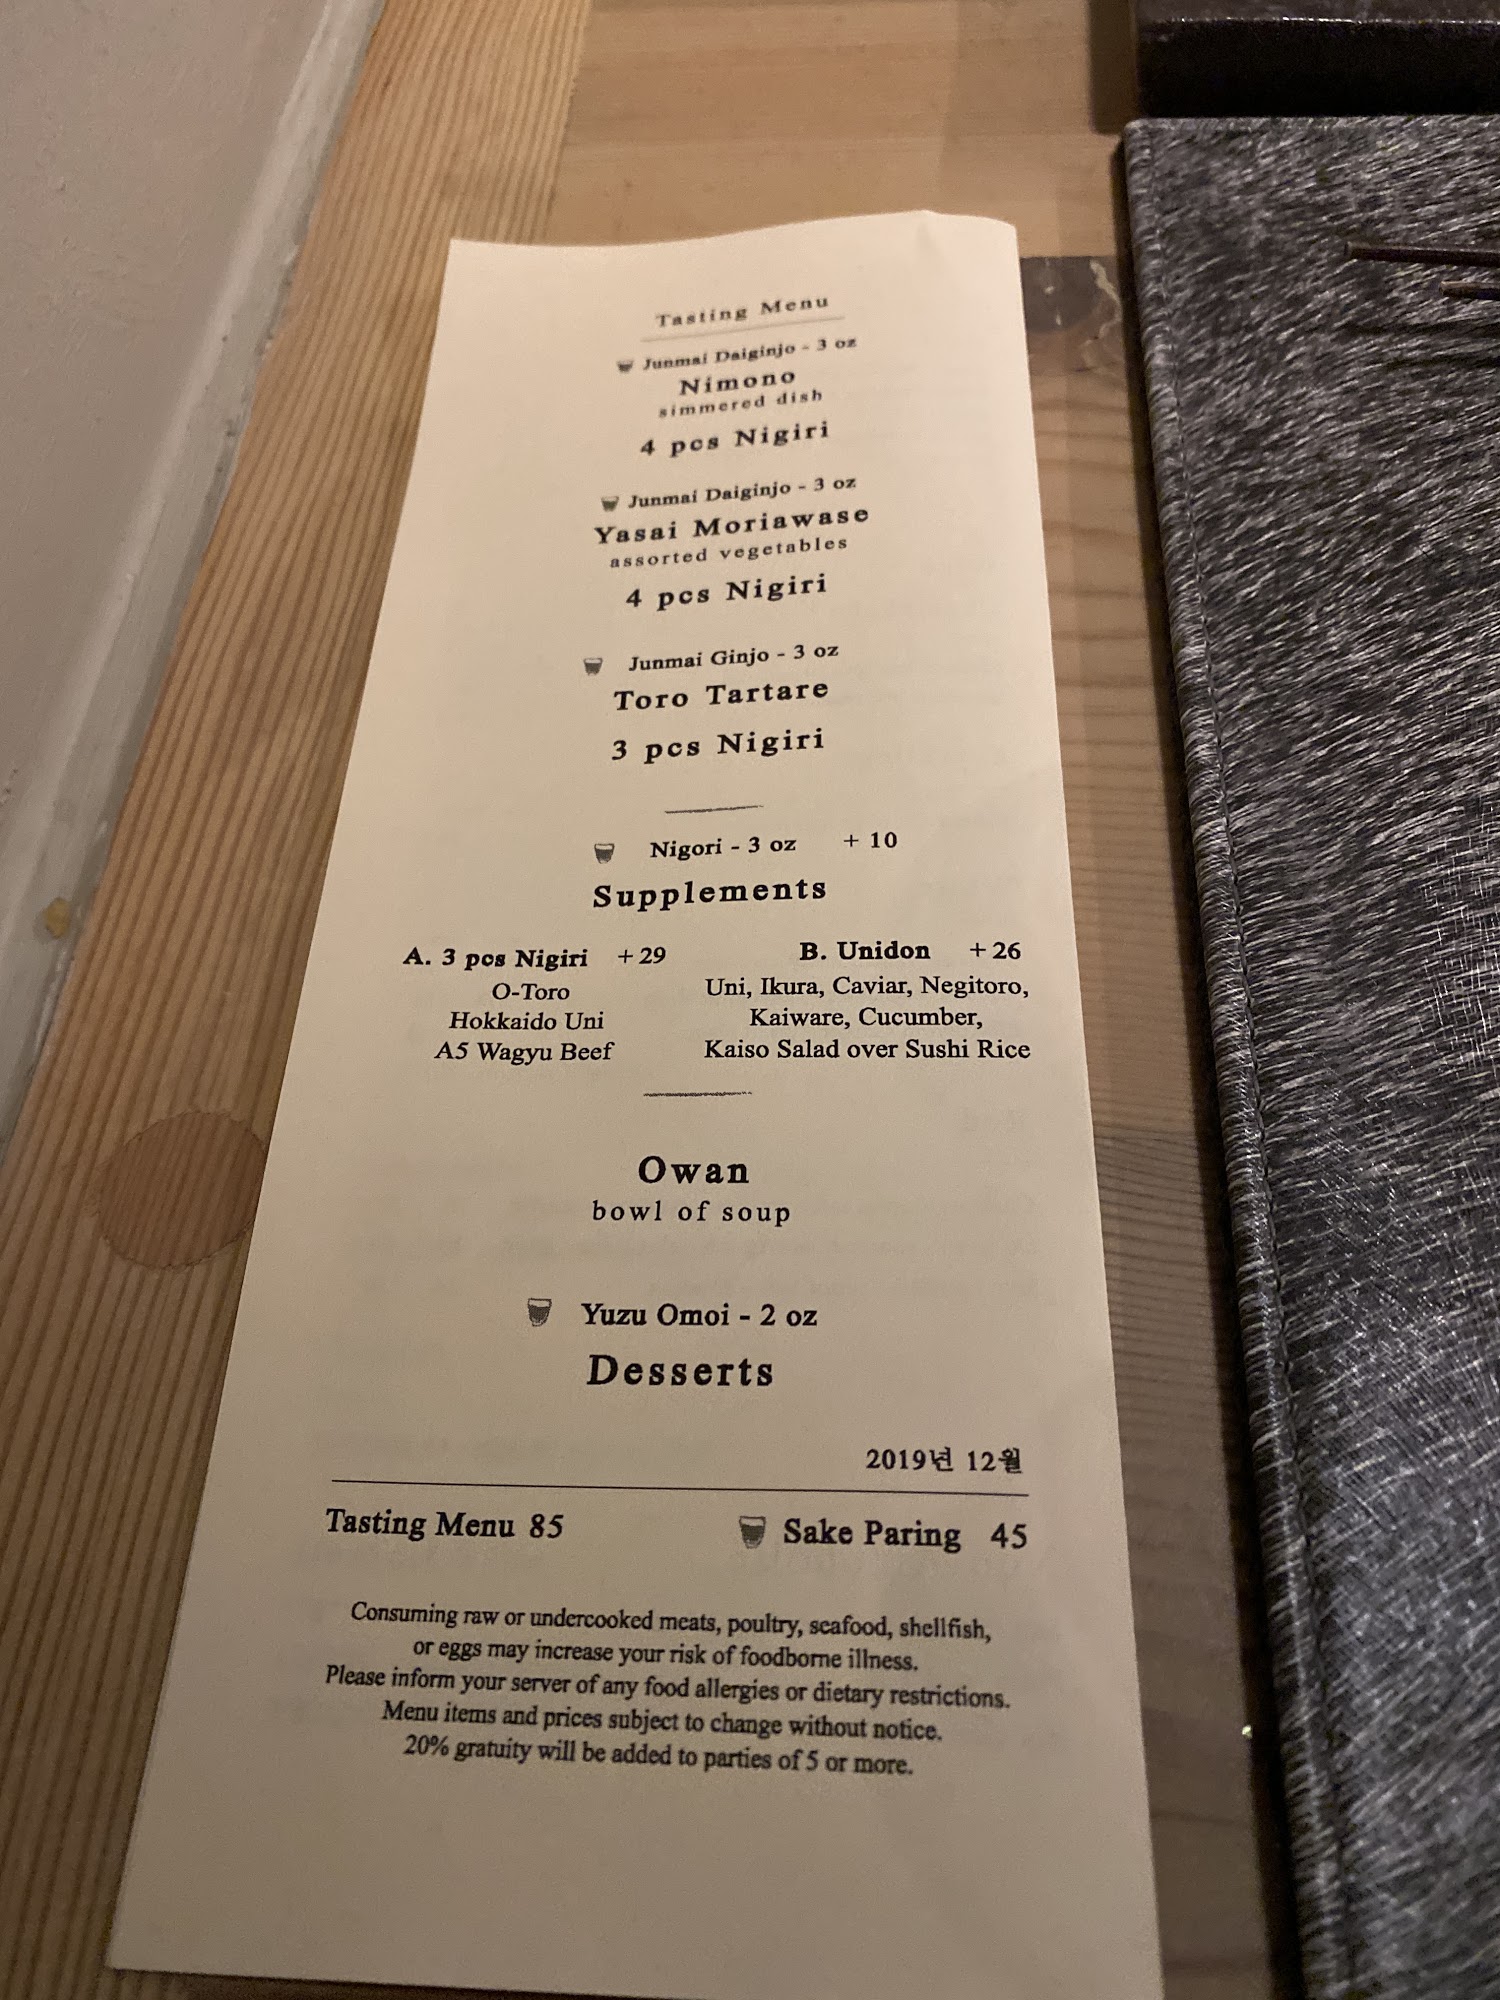 Tasting Menu
Junmai Daiginjo - 3 oz
Nimono
simmered dish
4 pcs Nigiri
Junmai Daiginjo - 3 oz
Yasai Moriawase
assorted vegetables
4 pcs Nigiri
Junmai Ginjo - 3 oz
Toro Tartare
3 pcs Nigiri
Nigori - 3 oz + 10
Supplements
A. 3 pcs Nigiri + 29
O-Toro
Hokkaido Uni
A5 Wagyu Beef
B. Unidon + 26
Uni, Ikura, Caviar, Negitoro,
Kaiware, Cucumber,
Kaiso Salad over Sushi Rice
Owan
bowl of soup
Yuzu Omoi - 2 oz
Desserts
2019년 12월
Tasting Menu 85
Sake Paring 45
Consuming raw or undercooked meats, poultry, seafood, shellfish,
or eggs may increase your risk of foodborne illness.
Please inform your server of any food allergies or dietary restrictions.
Menu items and prices subject to change without notice.
20% gratuity will be added to parties of 5 or more.